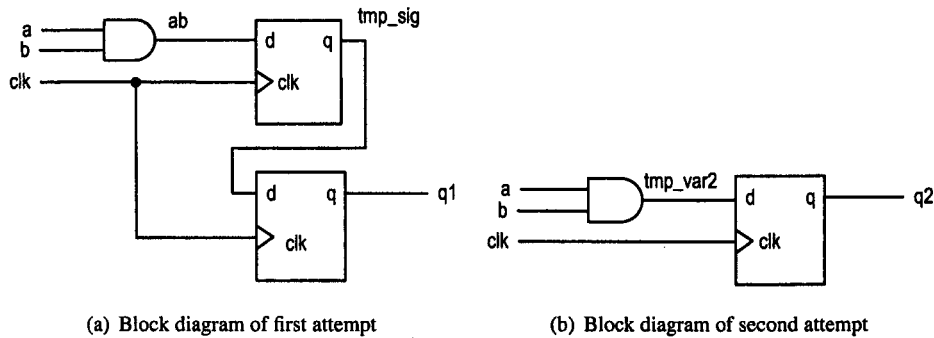 ab
tmp_sig
a
b
d
q
clk
clk
d
q
q1
clk
(a) Block diagram of first attempt
tmp_var2
a
b
d
q
q2
clk
clk
(b) Block diagram of second attempt